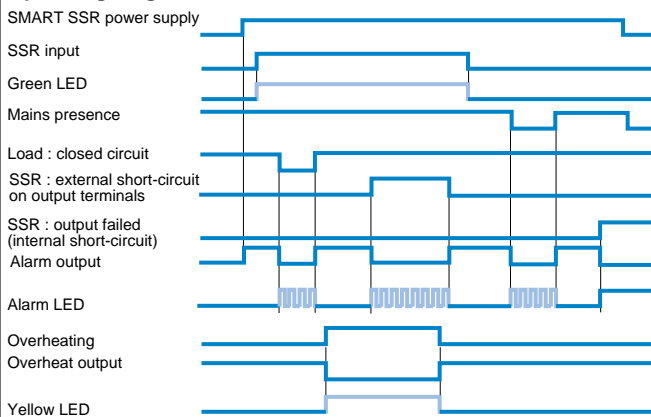 SMART SSR power supply
SSR input
Green LED
Mains presence
Load : closed circuit
SSR : external short-circuit
on output terminals
SSR : output failed
(internal short-circuit)
Alarm output
Alarm LED
Overheating
Overheat output
Yellow LED